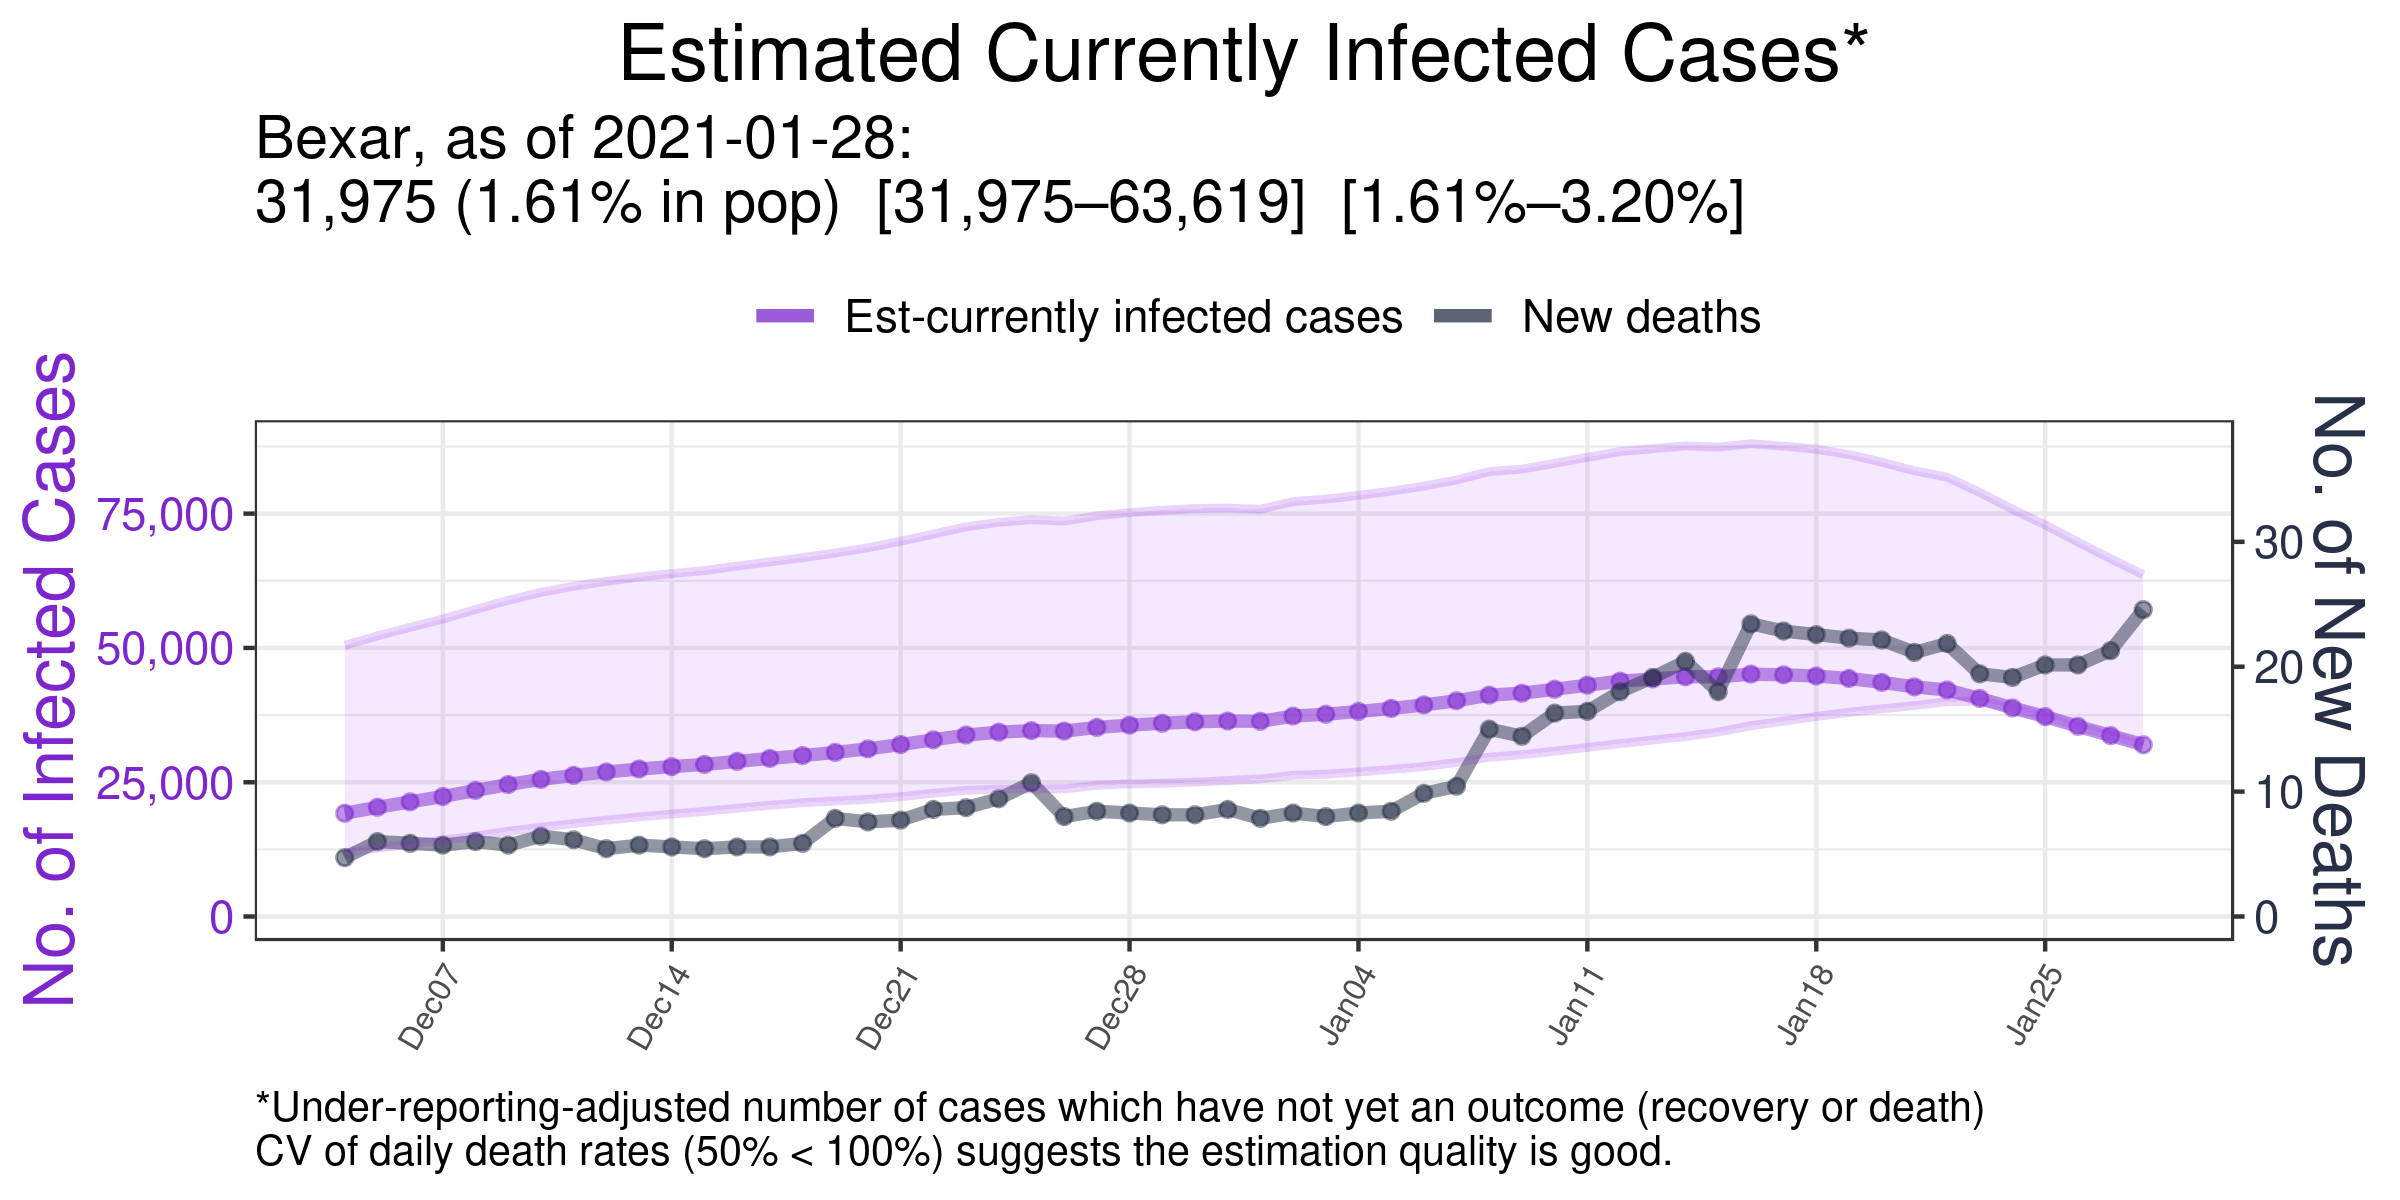 Estimated Currently Infected Cases*
Bexar, as of 2021-01-28:
31,975 (1.61% in pop)  [31,975–63,619]  [1.61%–3.20%]
Est-currently infected cases
New deaths
No. of Infected Cases
75,000
50,000
25,000
0
No. of New Deaths
30
20
10
0
Dec07
Dec14
Dec21
Dec28
Jan04
Jan11
Jan18
Jan25
*Under-reporting-adjusted number of cases which have not yet an outcome (recovery or death)
CV of daily death rates (50% < 100%) suggests the estimation quality is good.